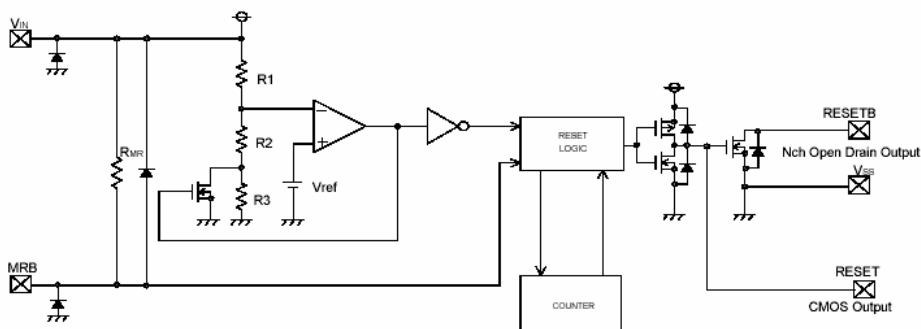 VIN
R1
R2
RMR
R3
Vref
RESET
LOGIC
RESETB
Nch Open Drain Output
VSS
MRB
COUNTER
RESET
CMOS Output